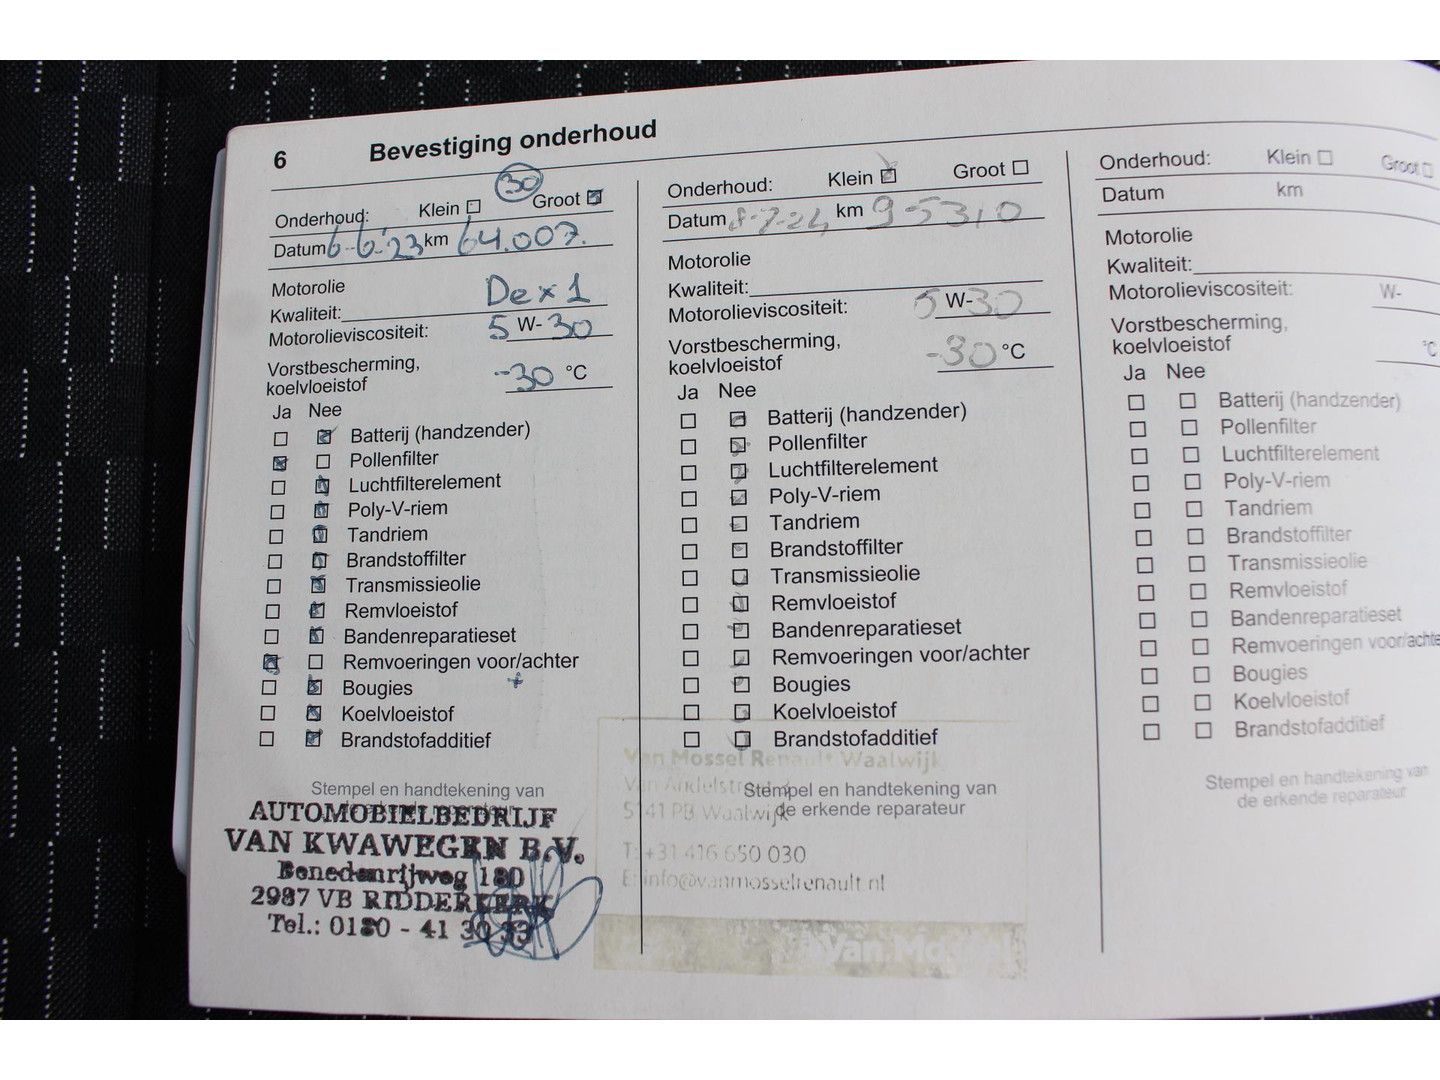 6 Bevestiging onderhoud
30
Onderhoud: Klein Groot
Datum 6-6-'23 km 64.007.
Motorolie
Kwaliteit: Dex 1
Motorolieviscositeit: 5 W-30
Vorstbescherming,
koelvloeistof -30 °C
Ja Nee
Batterij (handzender)
Pollenfilter
Luchtfilterelement
Poly-V-riem
Tandriem
Brandstoffilter
Transmissieolie
Remvloeistof
Bandenreparatieset
Remvoeringen voor/achter
+
Bougies
Koelvloeistof
Brandstofadditief
Stempel en handtekening van
de erkende reparateur
AUTOMOBIELBEDRIJF
VAN KWAWEGEN B.V.
Benedenrijweg 180
2987 VB RIDDERKERK
Tel.: 0180 - 41 30 33
Onderhoud: Klein Groot
Datum 8-7-24 km 95310
Motorolie
Kwaliteit:
Motorolieviscositeit: 5 W-30
Vorstbescherming,
koelvloeistof -30 °C
Ja Nee
Batterij (handzender)
Pollenfilter
Luchtfilterelement
Poly-V-riem
Tandriem
Brandstoffilter
Transmissieolie
Remvloeistof
Bandenreparatieset
Remvoeringen voor/achter
Bougies
Koelvloeistof
Brandstofadditief
Van Mossel Renault Waalwijk
Stempel en handtekening van
de erkende reparateur
5141 PB Waalwijk
T: +31 416 650 030
E: info@vanmosselrenault.nl
Onderhoud: Klein Groot
Datum km
Motorolie
Kwaliteit:
Motorolieviscositeit: W-
Vorstbescherming,
koelvloeistof °C
Ja Nee
Batterij (handzender)
Pollenfilter
Luchtfilterelement
Poly-V-riem
Tandriem
Brandstoffilter
Transmissieolie
Remvloeistof
Bandenreparatieset
Remvoeringen voor/achte
Bougies
Koelvloeistof
Brandstofadditief
Stempel en handtekening van
de erkende reparateur